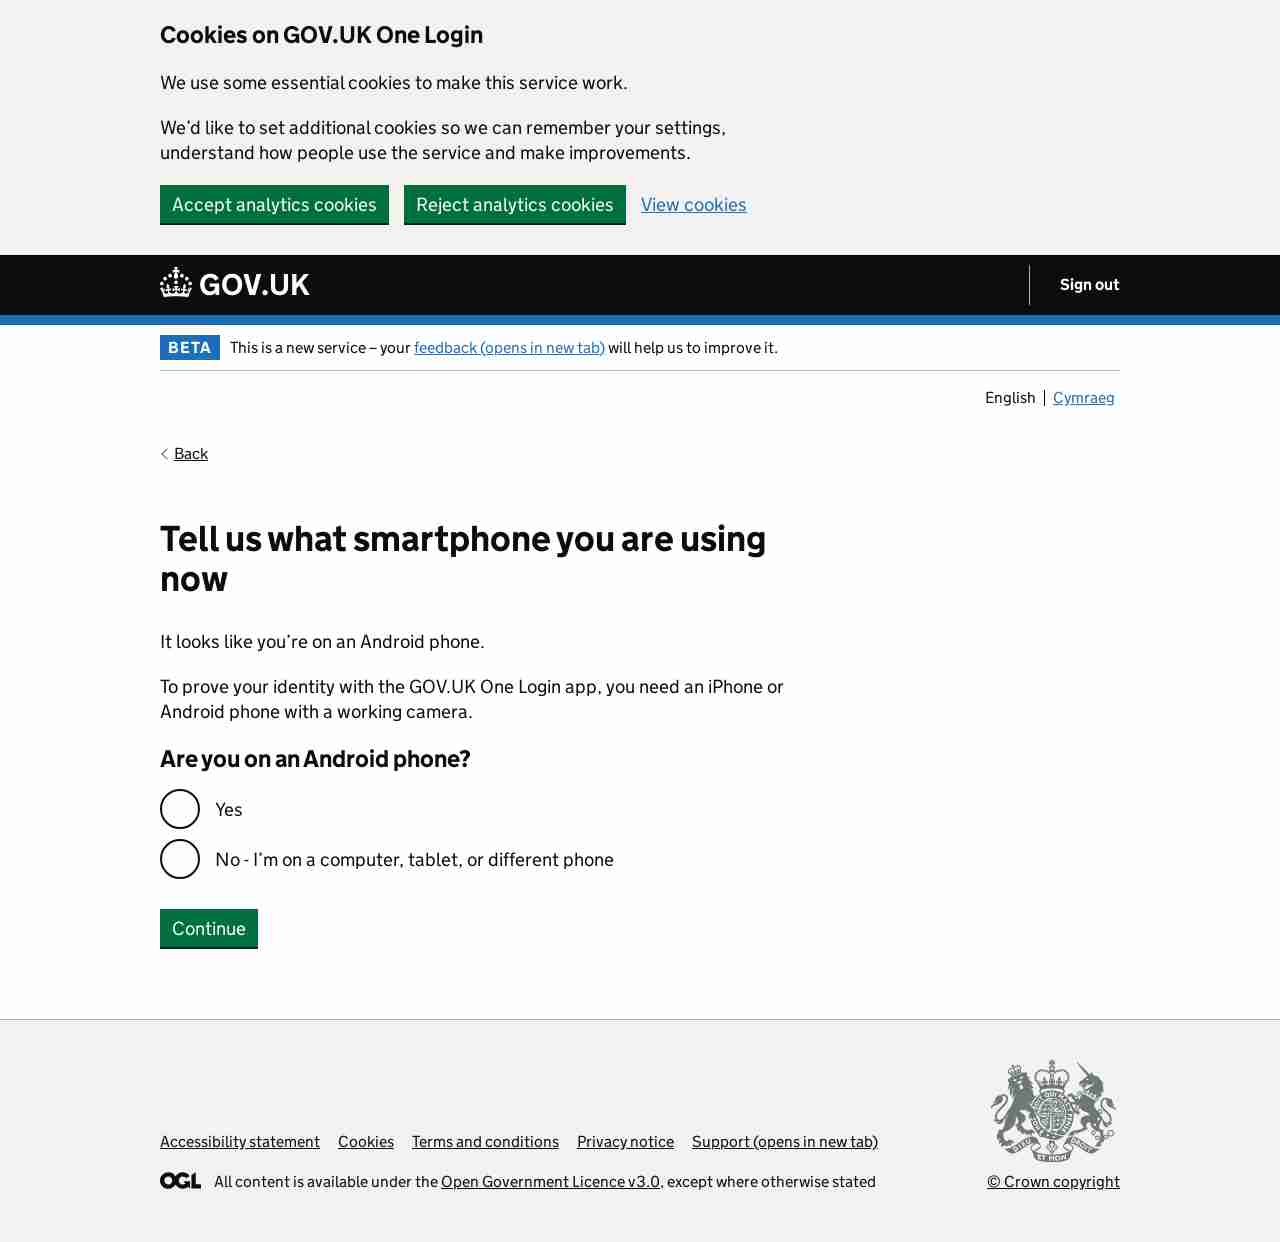 Cookies on GOV.UK One Login
We use some essential cookies to make this service work.
We’d like to set additional cookies so we can remember your settings,
understand how people use the service and make improvements.
Accept analytics cookies Reject analytics cookies View cookies
GOV.UK Sign out
BETA This is a new service – your feedback (opens in new tab) will help us to improve it.
English Cymraeg
Back
Tell us what smartphone you are using
now
It looks like you’re on an Android phone.
To prove your identity with the GOV.UK One Login app, you need an iPhone or
Android phone with a working camera.
Are you on an Android phone?
Yes
No - I’m on a computer, tablet, or different phone
Continue
Accessibility statement Cookies Terms and conditions Privacy notice Support (opens in new tab)
OGL All content is available under the Open Government Licence v3.0, except where otherwise stated
© Crown copyright